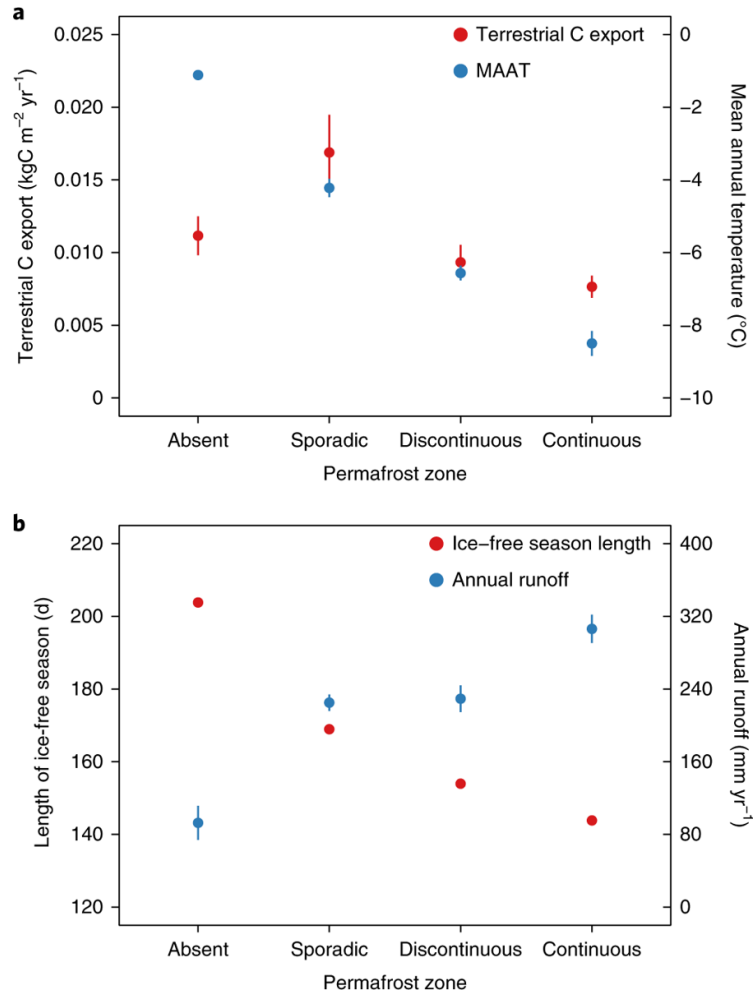 a
Terrestrial C export (kgC m⁻² yr⁻¹)
0.025
0.020
0.015
0.010
0.005
0
Terrestrial C export
MAAT
0
−2
−4
−6
−8
−10
Mean annual temperature (°C)
Absent Sporadic Discontinuous Continuous
Permafrost zone
b
Length of ice-free season (d)
220
200
180
160
140
120
Ice−free season length
Annual runoff
400
320
240
160
80
0
Annual runoff (mm yr⁻¹)
Absent Sporadic Discontinuous Continuous
Permafrost zone